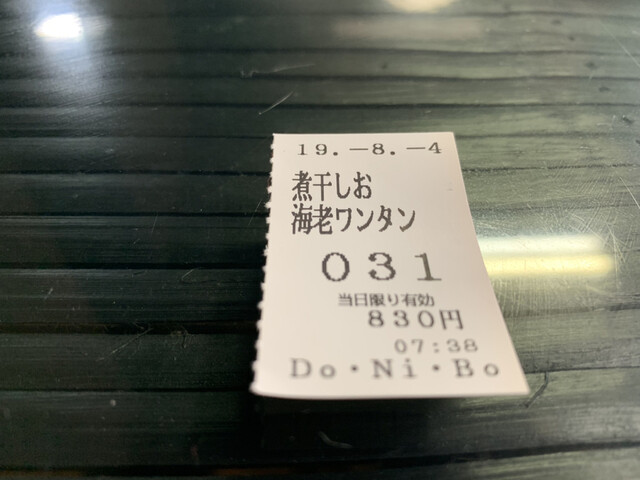 19.-8.-4
煮干しお
海老ワンタン
031
当日限り有効
830円
07:38
Do・Ni・Bo